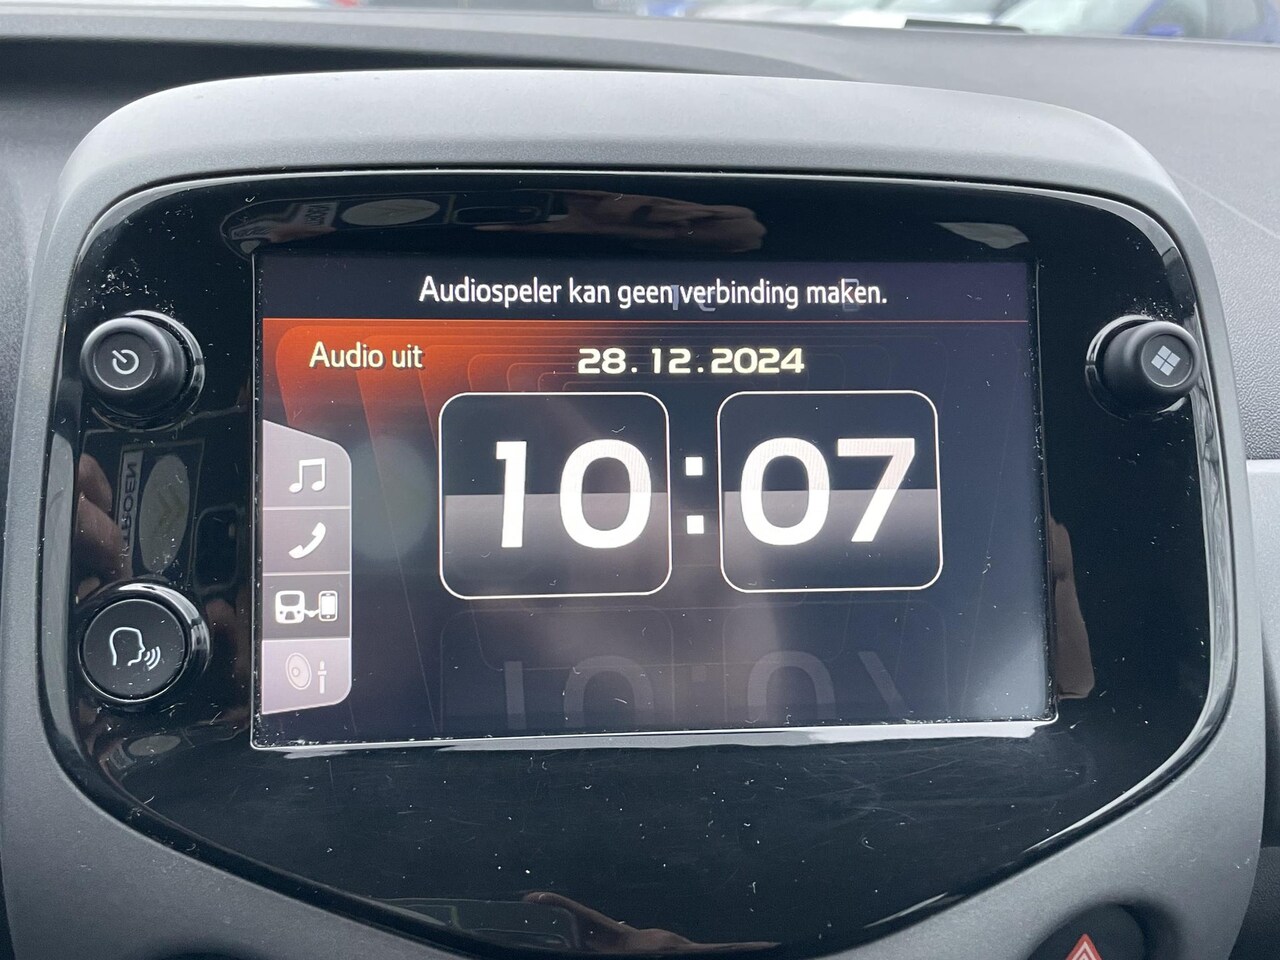 Audiospeler kan geen verbinding maken.
Audio uit
28.12.2024
10:07